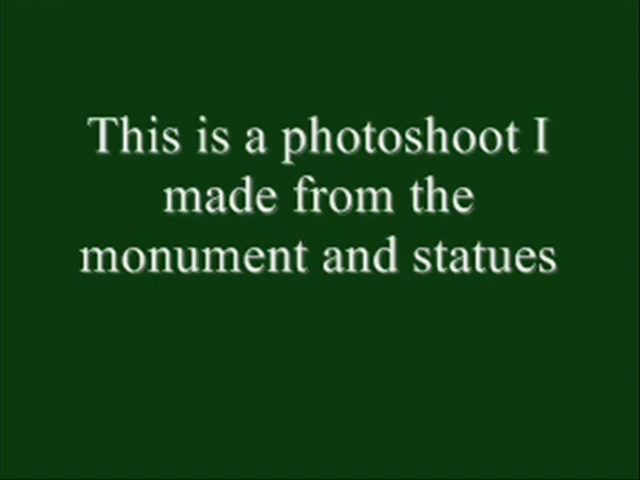 This is a photoshoot I
made from the
monument and statues